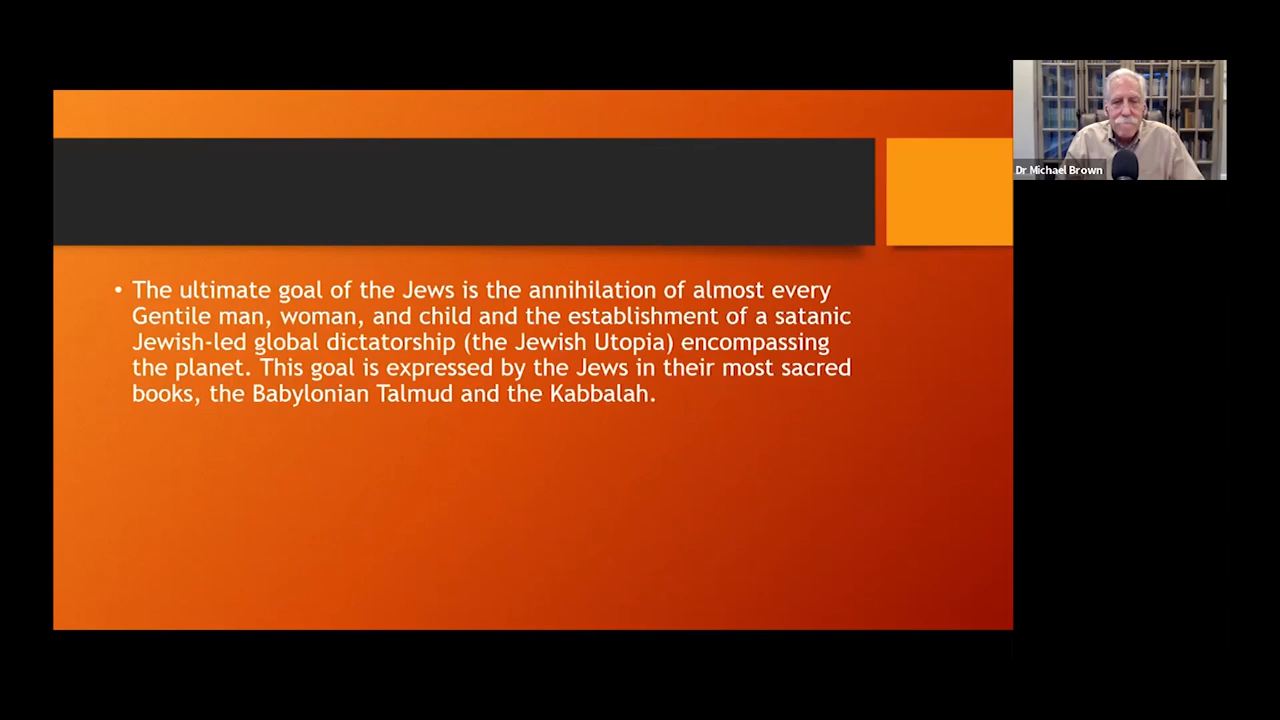 • The ultimate goal of the Jews is the annihilation of almost every
Gentile man, woman, and child and the establishment of a satanic
Jewish-led global dictatorship (the Jewish Utopia) encompassing
the planet. This goal is expressed by the Jews in their most sacred
books, the Babylonian Talmud and the Kabbalah.
Dr Michael Brown